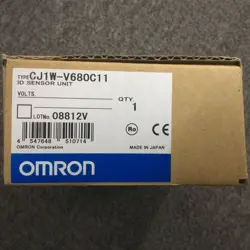 TYPE CJ1W-V680C11
ID SENSOR UNIT
VOLTS.
QTY
1
LOTNo. 08812V
4 547648 510714
OMRON Corporation
MADE IN JAPAN
OMRON